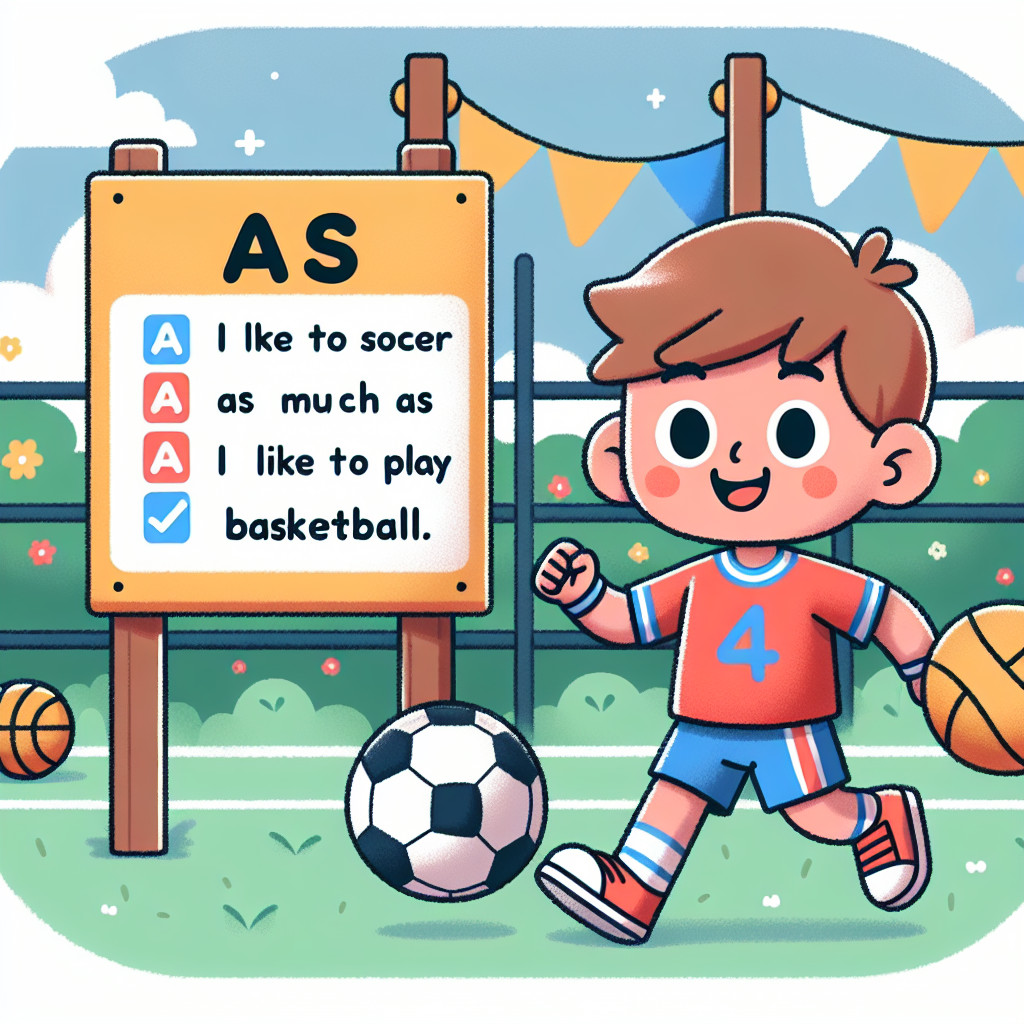 AS
A I lke to socer
A as much as
A I like to play
basketball.
4